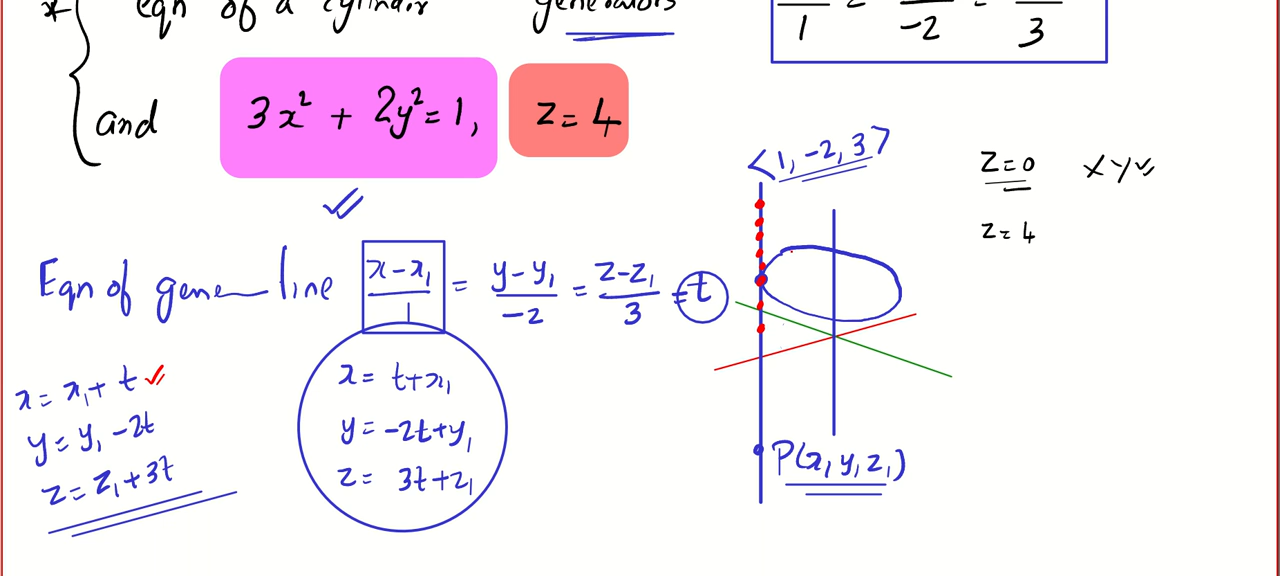 * eqn of a cylinder generators
1 = -2 = 3
and 3x² + 2y² = 1, z = 4
<1, -2, 3>
z=0 xy
z=4
Eqn of line (x-x₁)/1 = (y-y₁)/-2 = (z-z₁)/3 = t
x = x₁ + t
y = y₁ - 2t
z = z₁ + 3t
x = t+x₁
y = -2t+y₁
z = 3t+z₁
P(x₁ y₁ z₁)